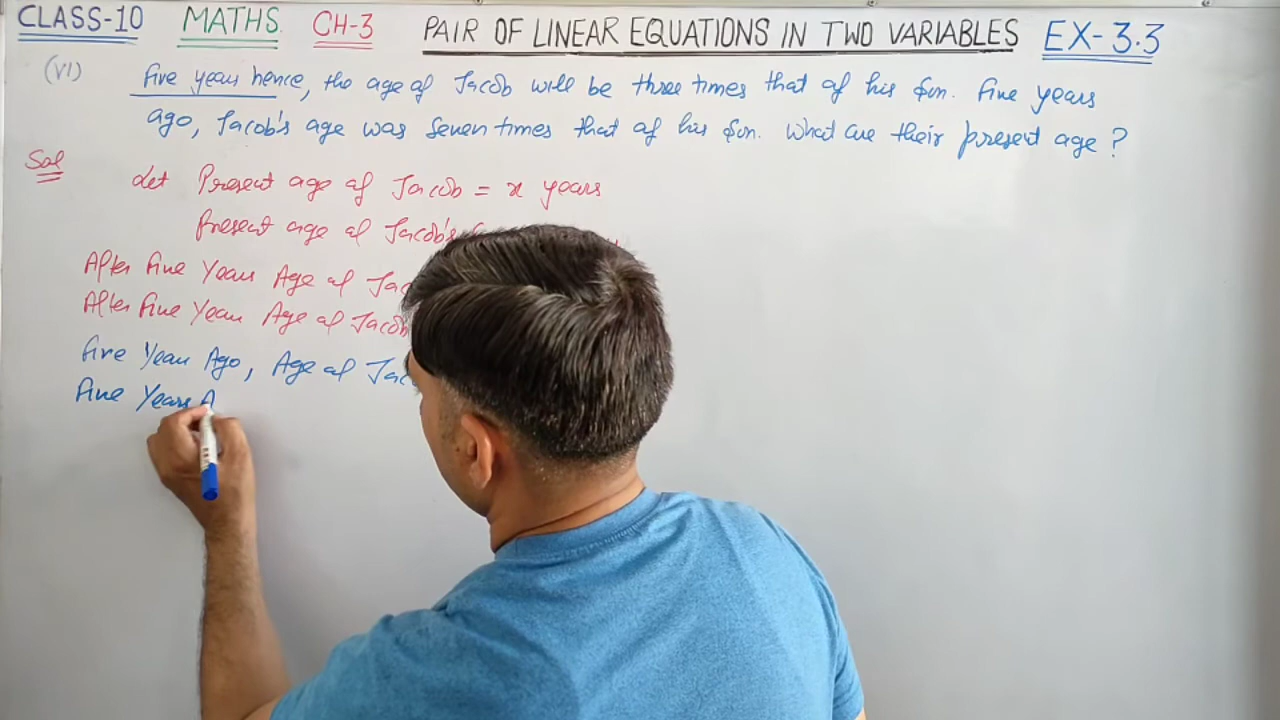 CLASS-10 MATHS. CH-3 PAIR OF LINEAR EQUATIONS IN TWO VARIABLES EX-3.3
(VI) Five years hence, the age of Jacob will be three times that of his son. Five years
ago, Jacob's age was seven times that of his son. What are their present age?
Sol
Let Present age of Jacob = x years
Present age of Jacob's
After Five Years Age of Jac
After Five Years Age of Jacob
Five Years Ago, Age of Jac
Five Years A